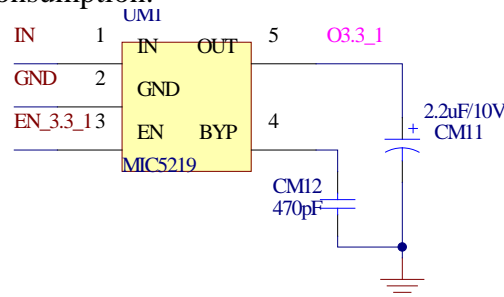 onsumption.
UM1
IN 1 IN OUT 5 O3.3_1
GND 2 GND
EN_3.3_1 3 EN BYP 4
MIC5219
2.2uF/10V
+
CM11
CM12
470pF